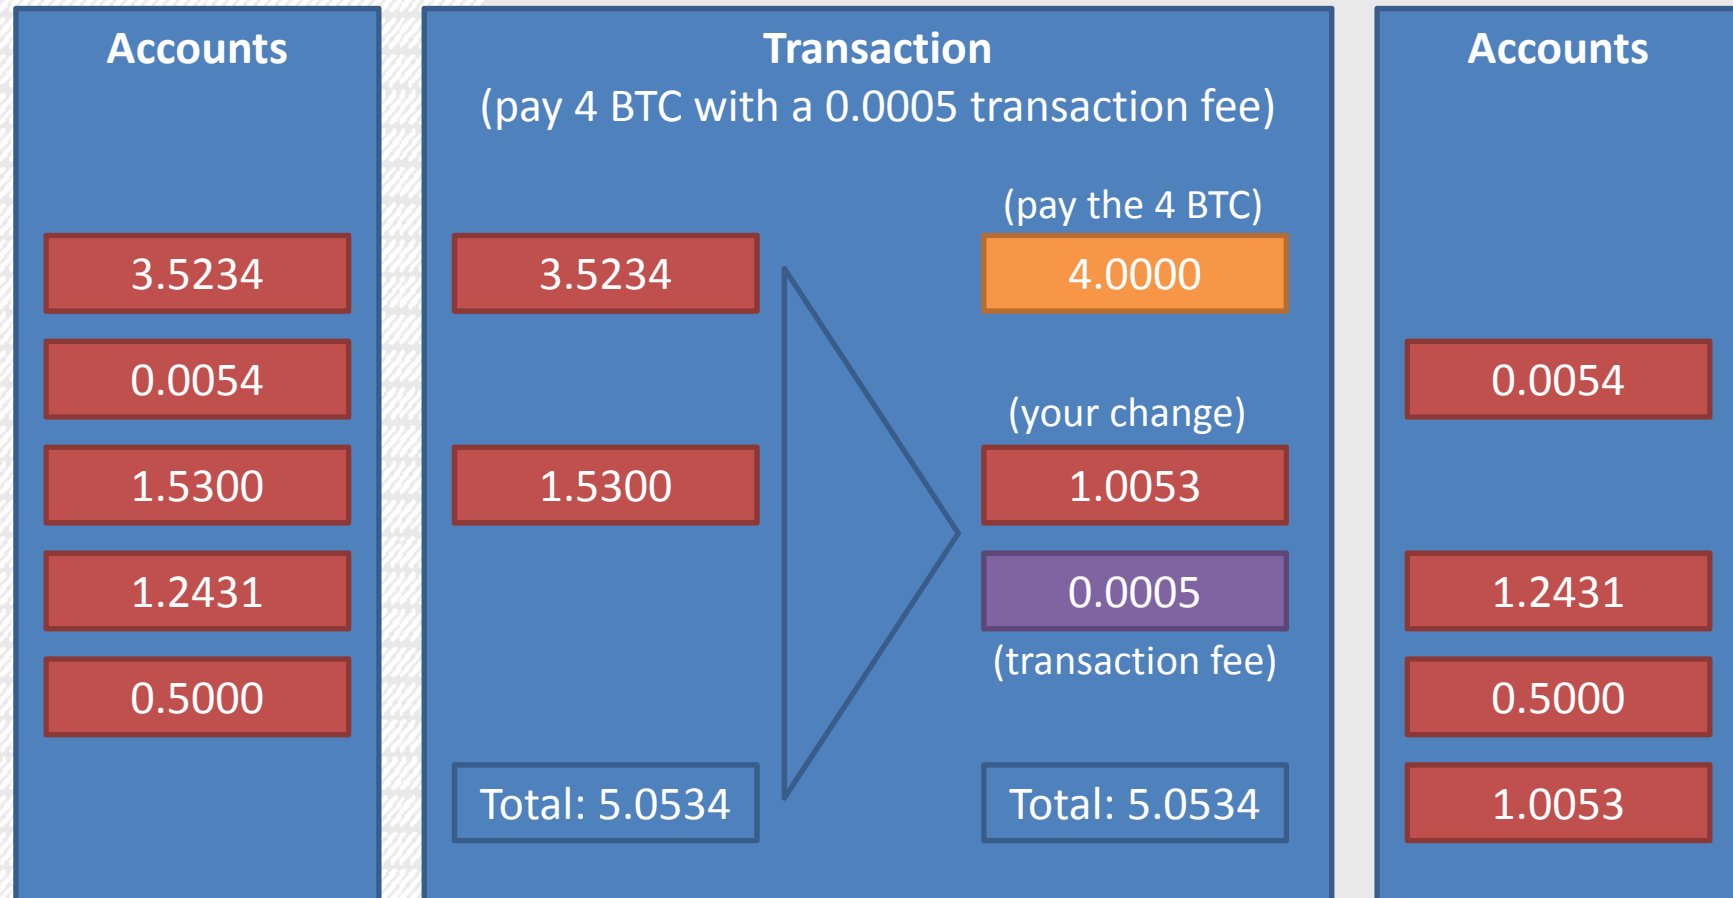 Accounts
3.5234
0.0054
1.5300
1.2431
0.5000
Transaction
(pay 4 BTC with a 0.0005 transaction fee)
3.5234
1.5300
Total: 5.0534
(pay the 4 BTC)
4.0000
(your change)
1.0053
0.0005
(transaction fee)
Total: 5.0534
Accounts
0.0054
1.2431
0.5000
1.0053